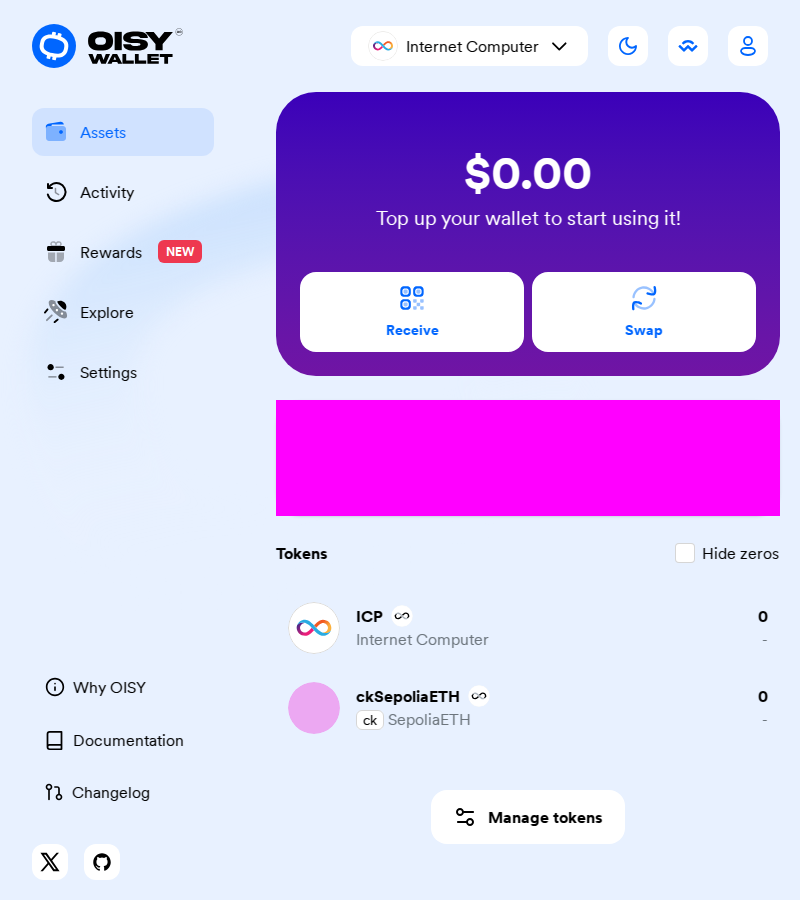 OISY
WALLET
Internet Computer
Assets
Activity
Rewards NEW
Explore
Settings
$0.00
Top up your wallet to start using it!
Receive
Swap
Tokens
Hide zeros
ICP
0
Internet Computer
-
ckSepoliaETH
0
ck SepoliaETH
-
Manage tokens
Why OISY
Documentation
Changelog